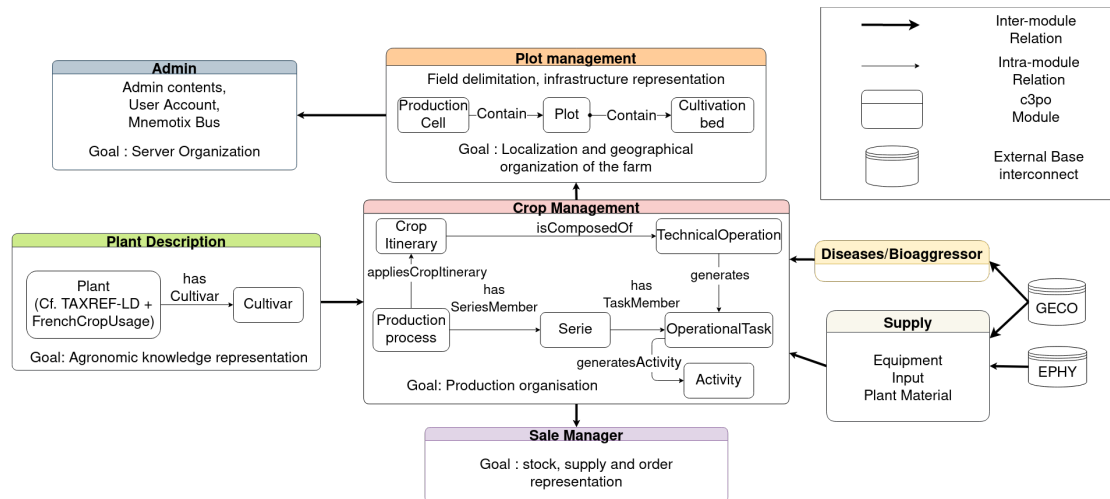 Admin
Admin contents,
User Account,
Mnemotix Bus
Goal : Server Organization
Plot management
Field delimitation, infrastructure representation
Production
Cell
Contain
Plot
Contain
Cultivation
bed
Goal : Localization and geographical
organization of the farm
Inter-module
Relation
Intra-module
Relation
c3po
Module
External Base
interconnect
Plant Description
Plant
(Cf. TAXREF-LD +
FrenchCropUsage)
has
Cultivar
Cultivar
Goal: Agronomic knowledge representation
Crop Management
Crop
Itinerary
isComposedOf
TechnicalOperation
appliesCropItinerary
generates
has
SeriesMember
has
TaskMember
Production
process
Serie
OperationalTask
generatesActivity
Activity
Goal: Production organisation
Diseases/Bioaggressor
GECO
Supply
Equipment
Input
Plant Material
EPHY
Sale Manager
Goal : stock, supply and order
representation